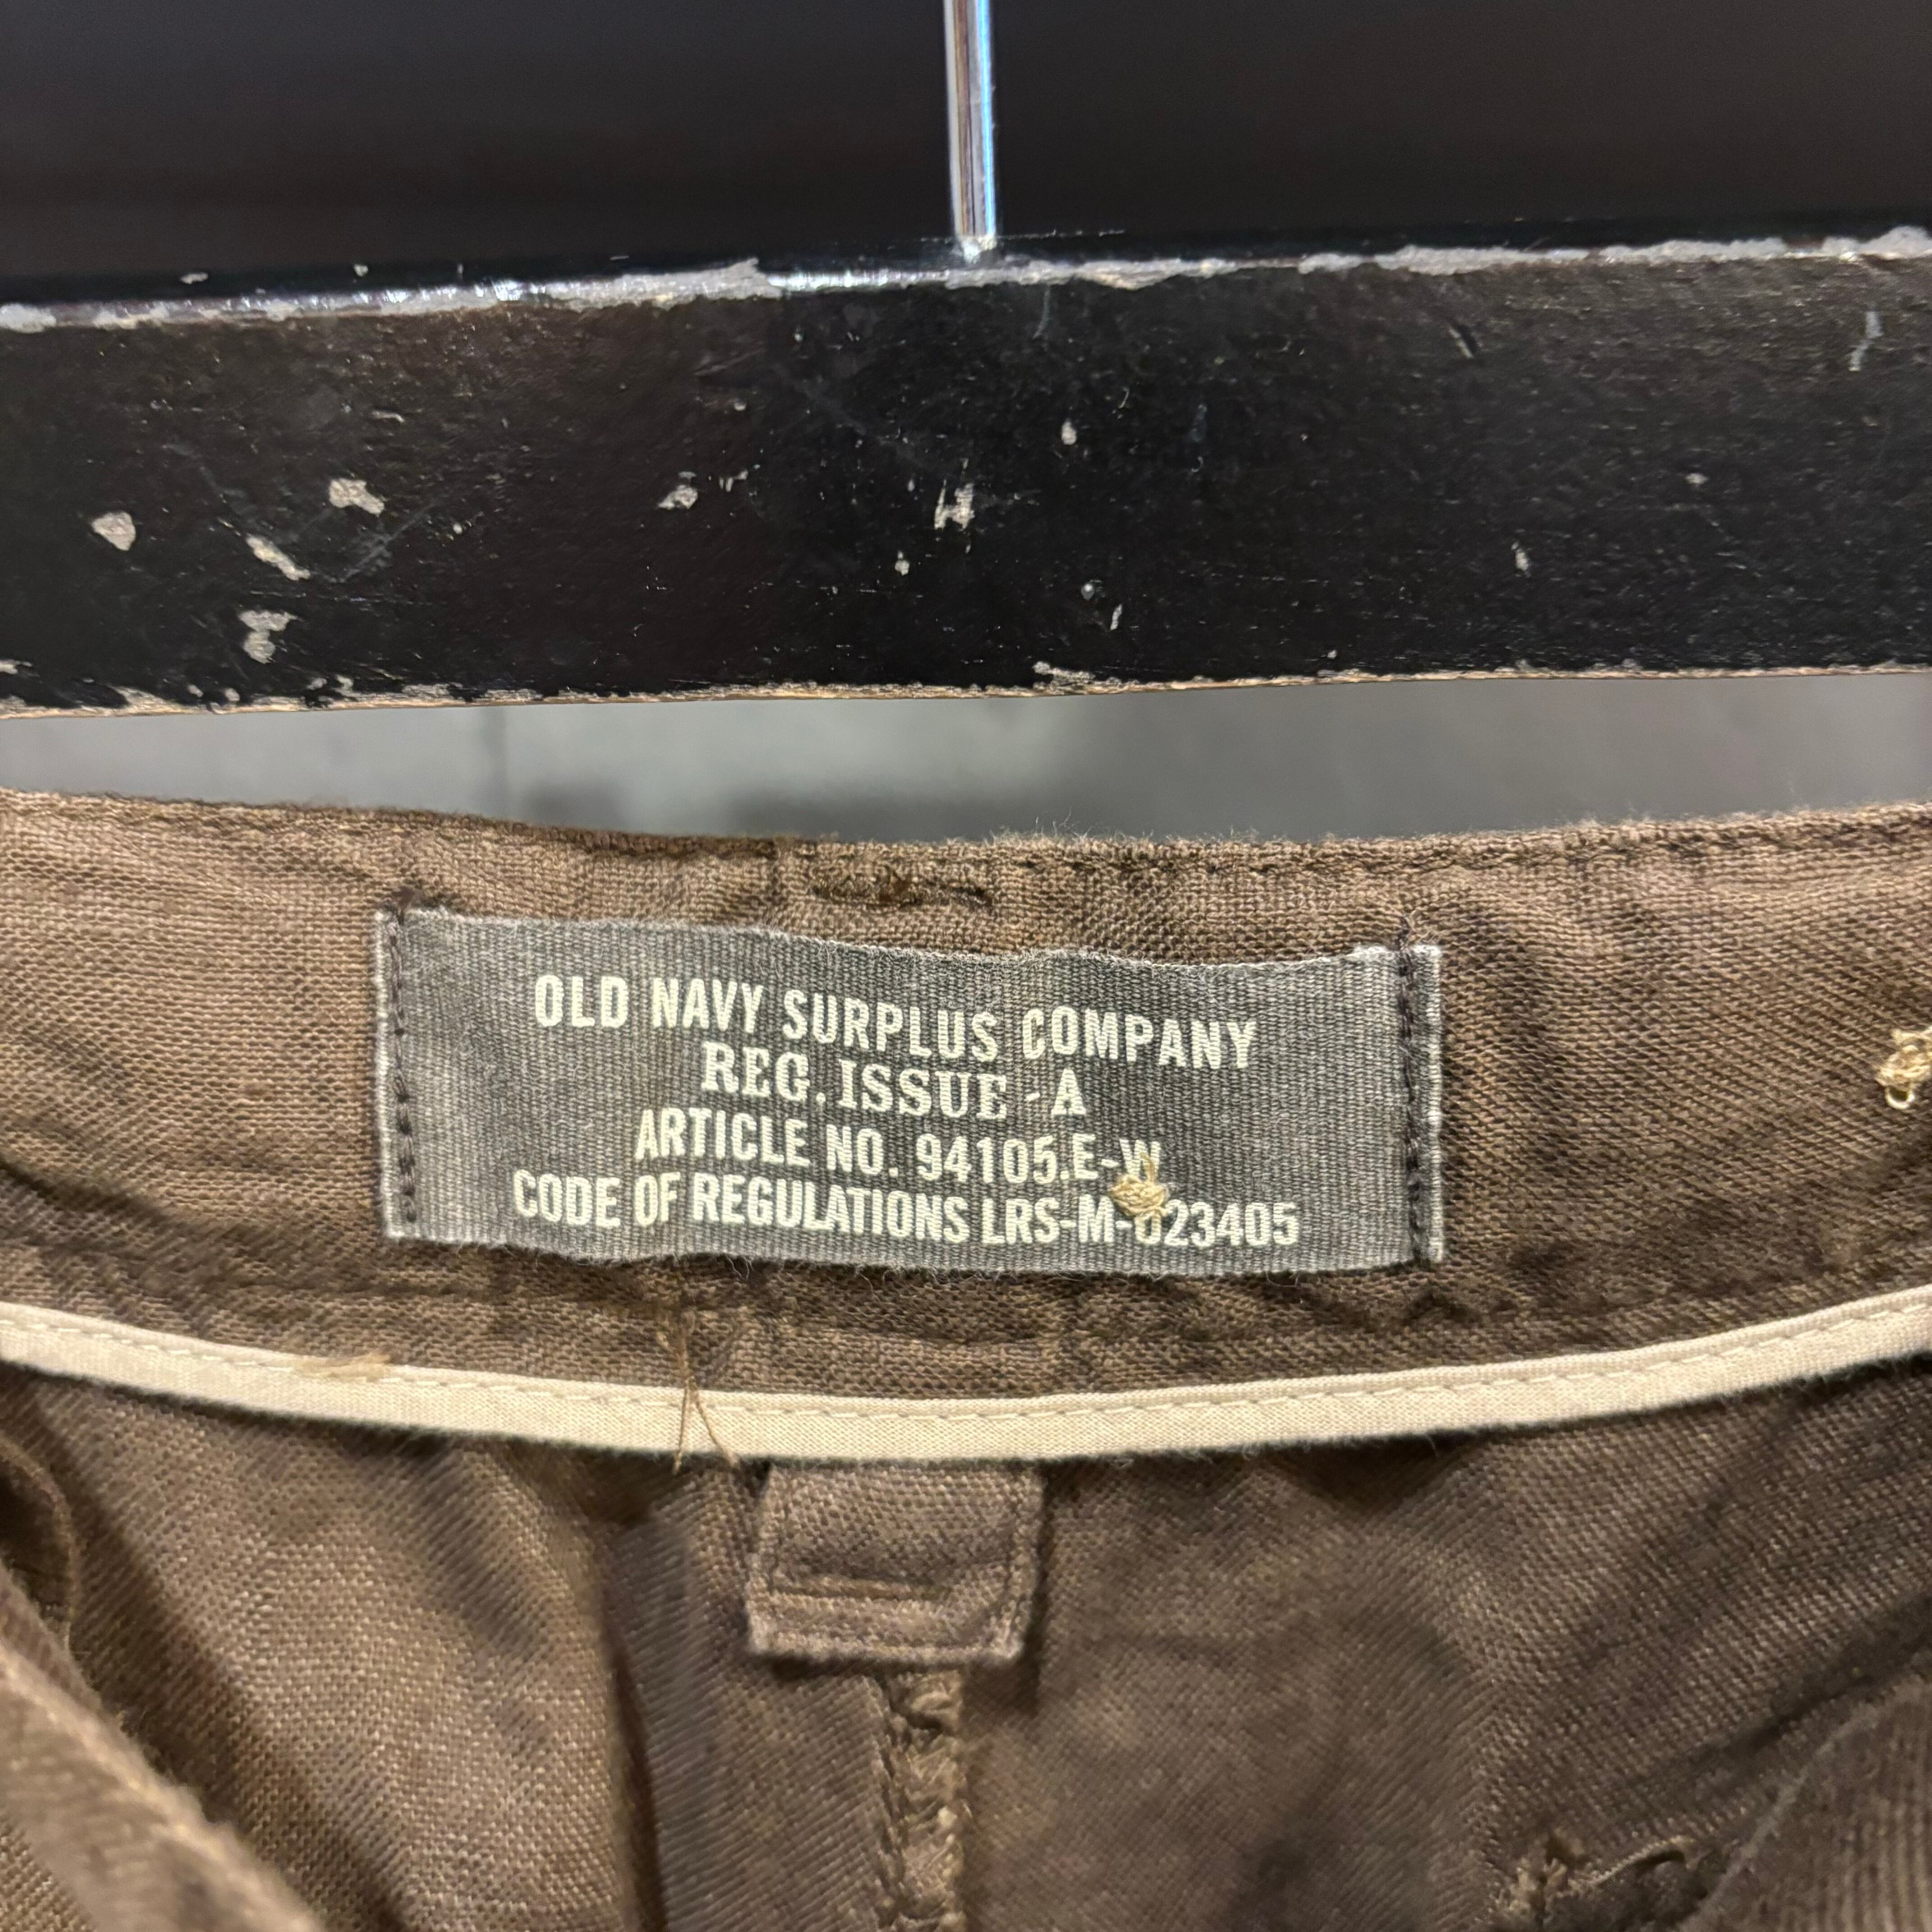 OLD NAVY SURPLUS COMPANY
REG. ISSUE - A
ARTICLE NO. 94105.E-W
CODE OF REGULATIONS LRS-M-023405